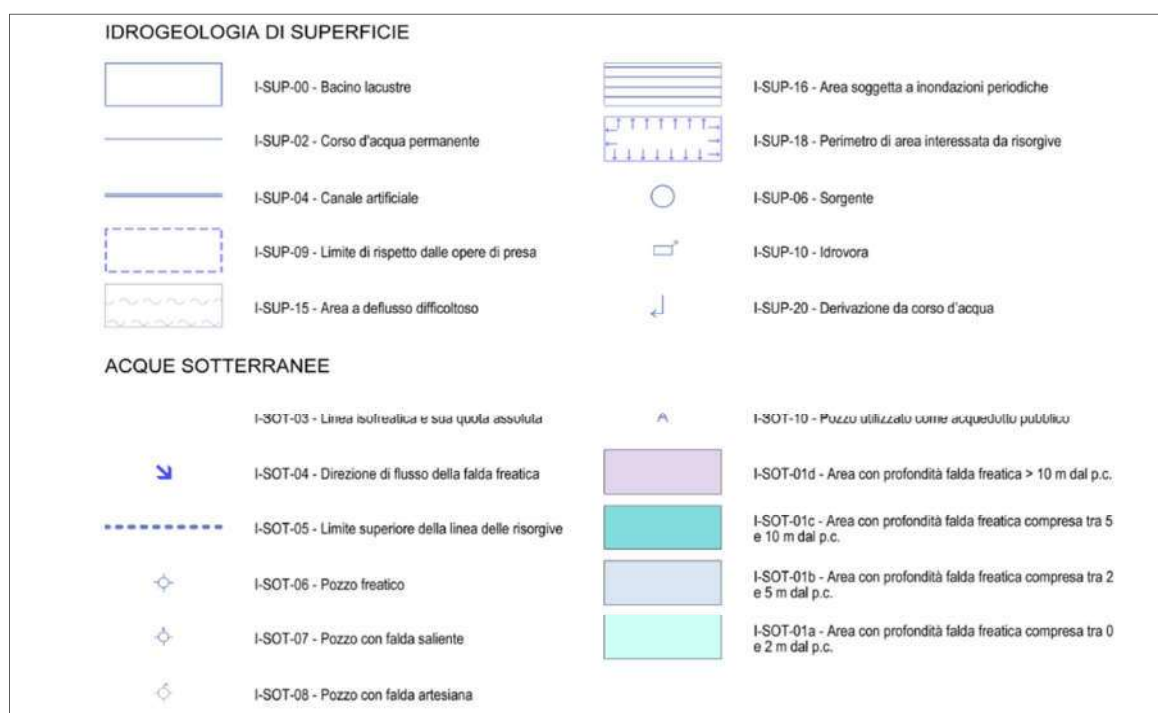 IDROGEOLOGIA DI SUPERFICIE
I-SUP-00 - Bacino lacustre
I-SUP-02 - Corso d'acqua permanente
I-SUP-04 - Canale artificiale
I-SUP-09 - Limite di rispetto dalle opere di presa
I-SUP-15 - Area a deflusso difficoltoso
I-SUP-16 - Area soggetta a inondazioni periodiche
I-SUP-18 - Perimetro di area interessata da risorgive
I-SUP-06 - Sorgente
I-SUP-10 - Idrovora
I-SUP-20 - Derivazione da corso d'acqua
ACQUE SOTTERRANEE
I-SOT-03 - Linea isofreatica e sua quota assoluta
I-SOT-04 - Direzione di flusso della falda freatica
I-SOT-05 - Limite superiore della linea delle risorgive
I-SOT-06 - Pozzo freatico
I-SOT-07 - Pozzo con falda saliente
I-SOT-08 - Pozzo con falda artesiana
I-SOT-10 - Pozzo utilizzato come acquedotto pubblico
I-SOT-01d - Area con profondità falda freatica > 10 m dal p.c.
I-SOT-01c - Area con profondità falda freatica compresa tra 5
e 10 m dal p.c.
I-SOT-01b - Area con profondità falda freatica compresa tra 2
e 5 m dal p.c.
I-SOT-01a - Area con profondità falda freatica compresa tra 0
e 2 m dal p.c.